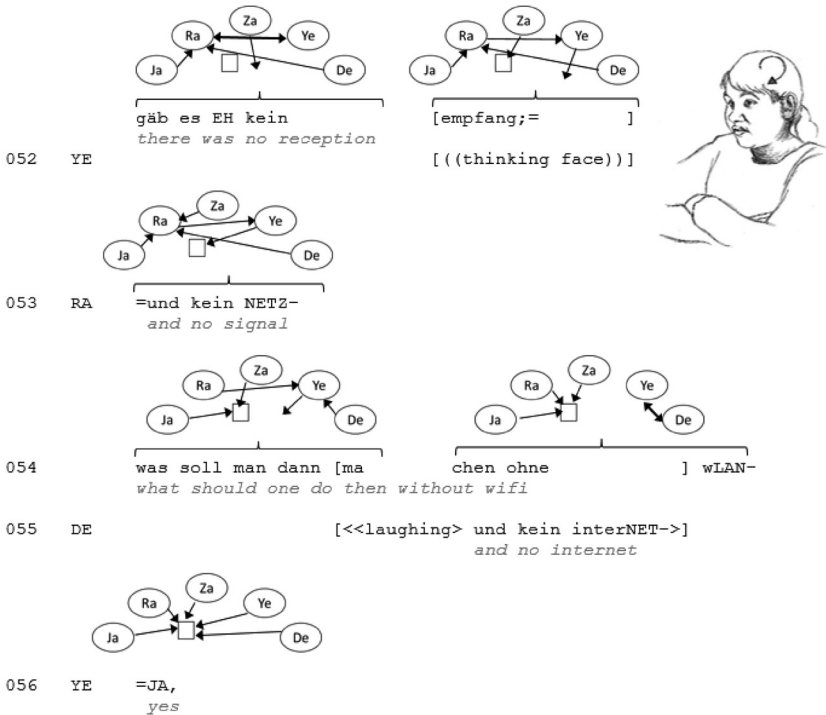 Za
Ra Ye
Ja De
Za
Ra Ye
Ja De
gäb es EH kein [empfang;= ]
there was no reception
052 YE [((thinking face))]
Za
Ra Ye
Ja De
053 RA =und kein NETZ-
and no signal
Za
Ra Ye
Ja De
Za
Ra Ye
Ja De
054 was soll man dann [ma chen ohne ] wLAN-
what should one do then without wifi
055 DE [<<laughing> und kein interNET->]
and no internet
Za
Ra Ye
Ja De
056 YE =JA,
yes